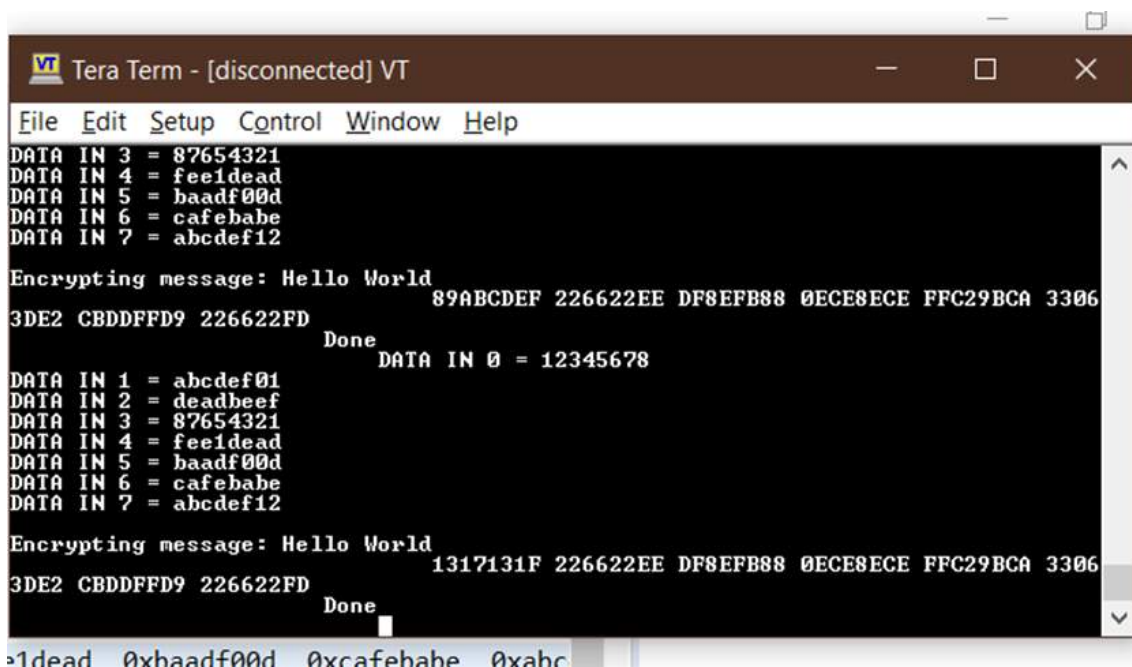 Tera Term - [disconnected] VT
File Edit Setup Control Window Help
DATA IN 3 = 87654321
DATA IN 4 = fee1dead
DATA IN 5 = baadf00d
DATA IN 6 = cafebabe
DATA IN 7 = abcdef12
Encrypting message: Hello World
89ABCDEF 226622EE DF8EFB88 0ECE8ECE FFC29BCA 3306
3DE2 CBDDFFD9 226622FD
Done
DATA IN 0 = 12345678
DATA IN 1 = abcdef01
DATA IN 2 = deadbeef
DATA IN 3 = 87654321
DATA IN 4 = fee1dead
DATA IN 5 = baadf00d
DATA IN 6 = cafebabe
DATA IN 7 = abcdef12
Encrypting message: Hello World
1317131F 226622EE DF8EFB88 0ECE8ECE FFC29BCA 3306
3DE2 CBDDFFD9 226622FD
Done
e1dead 0xbaadf00d 0xcafebabe 0xabc